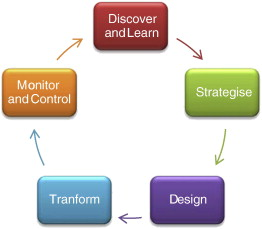 Discover
and Learn
Strategise
Design
Tranform
Monitor
and Control